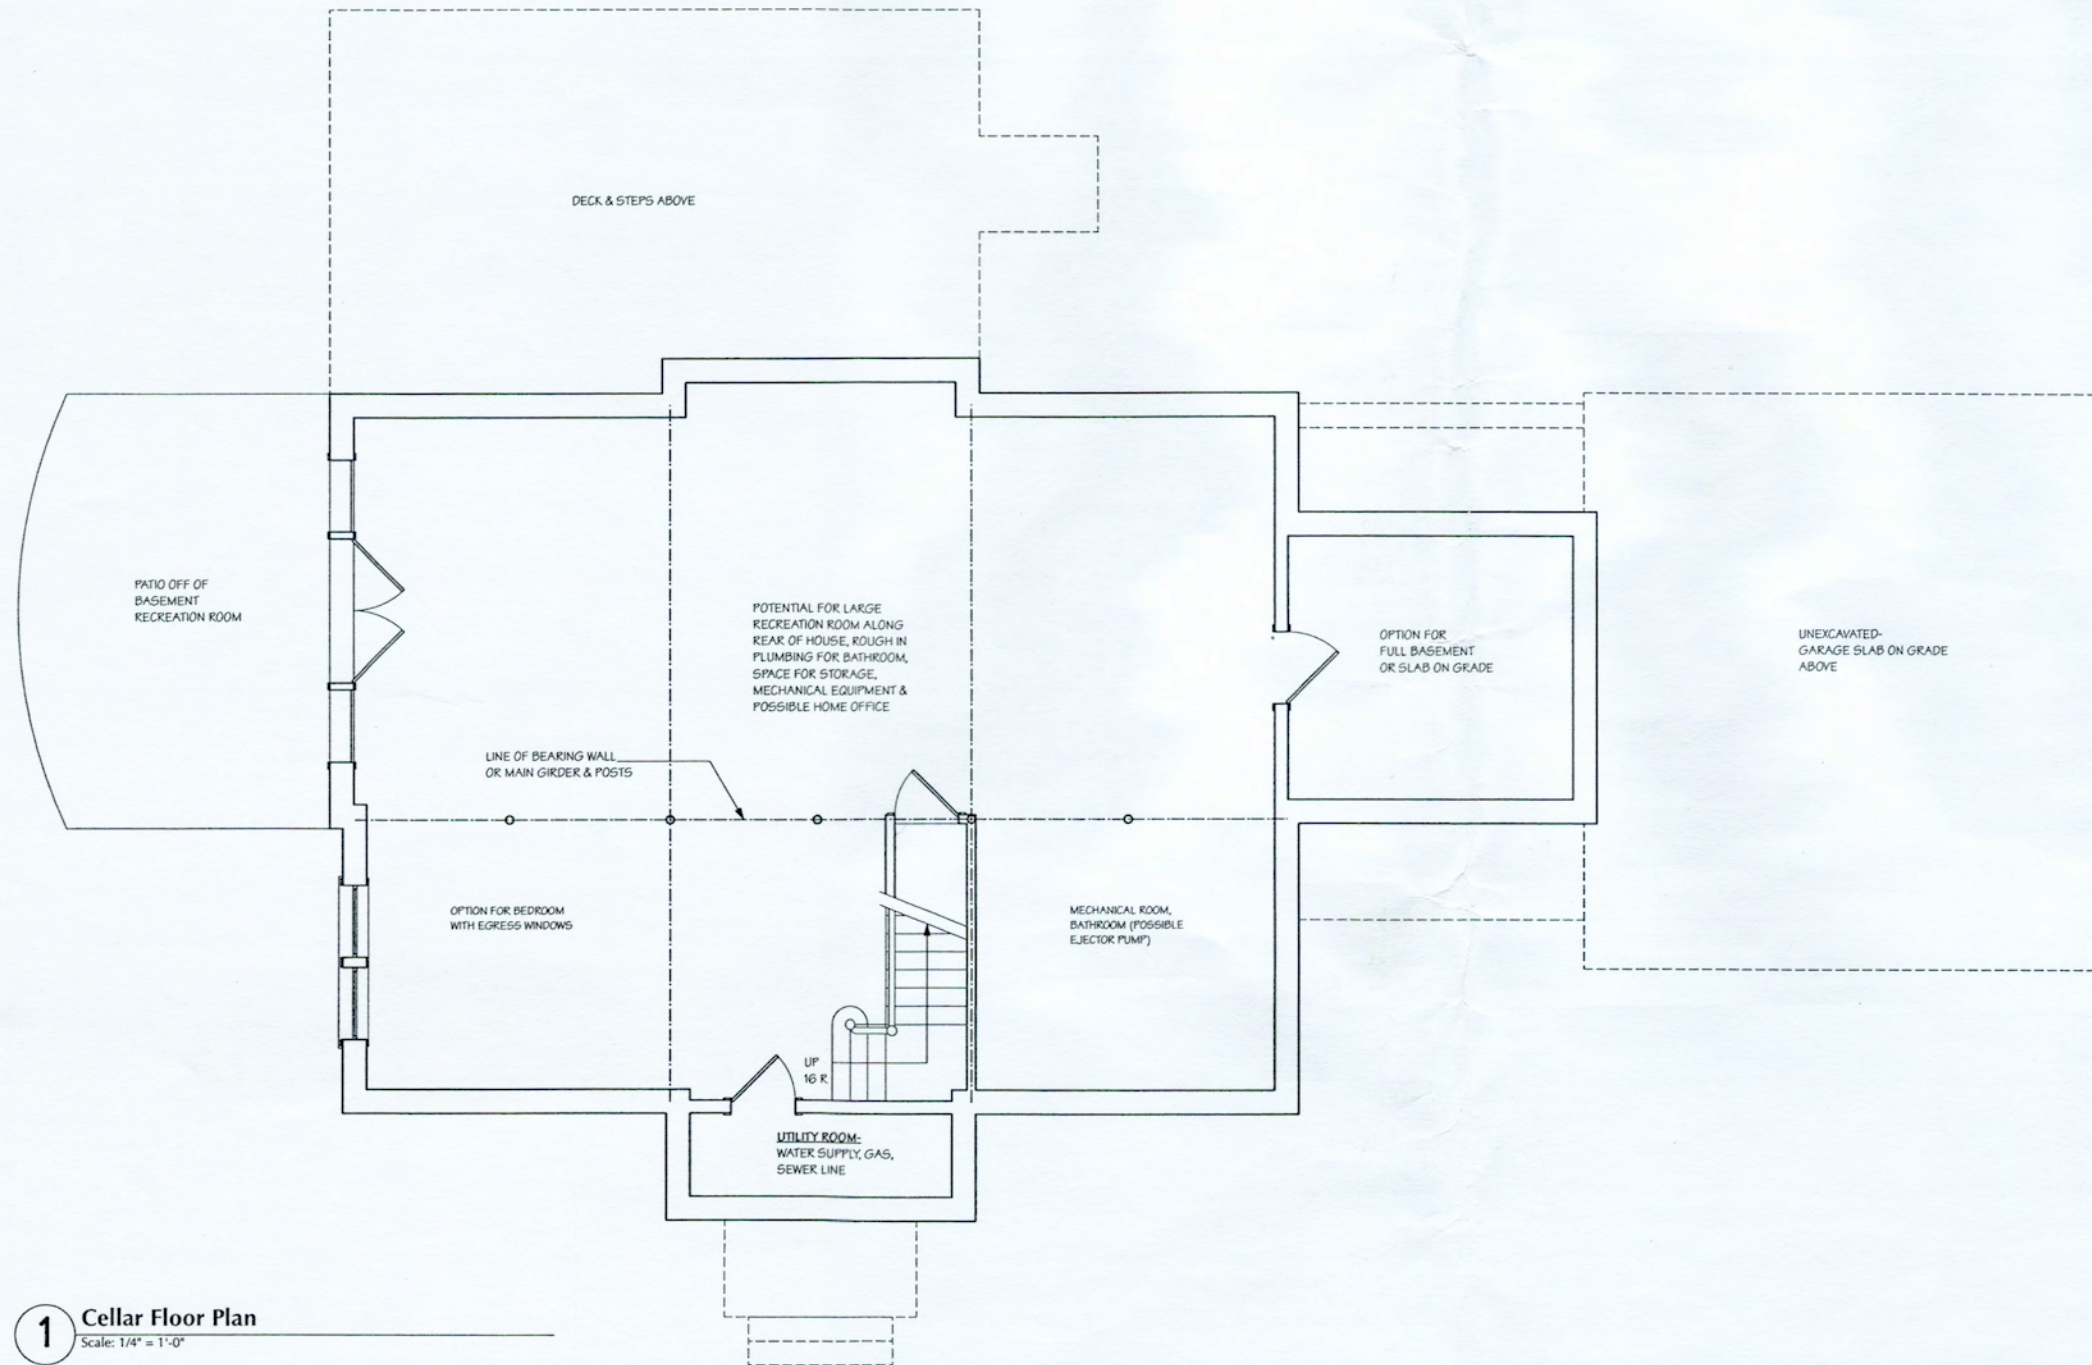 DECK & STEPS ABOVE
PATIO OFF OF
BASEMENT
RECREATION ROOM
POTENTIAL FOR LARGE
RECREATION ROOM ALONG
REAR OF HOUSE, ROUGH IN
PLUMBING FOR BATHROOM,
SPACE FOR STORAGE,
MECHANICAL EQUIPMENT &
POSSIBLE HOME OFFICE
OPTION FOR
FULL BASEMENT
OR SLAB ON GRADE
UNEXCAVATED-
GARAGE SLAB ON GRADE
ABOVE
LINE OF BEARING WALL
OR MAIN GIRDER & POSTS
OPTION FOR BEDROOM
WITH EGRESS WINDOWS
MECHANICAL ROOM,
BATHROOM (POSSIBLE
EJECTOR PUMP)
UP
16 R
UTILITY ROOM-
WATER SUPPLY, GAS,
SEWER LINE
1
Cellar Floor Plan
Scale: 1/4" = 1'-0"